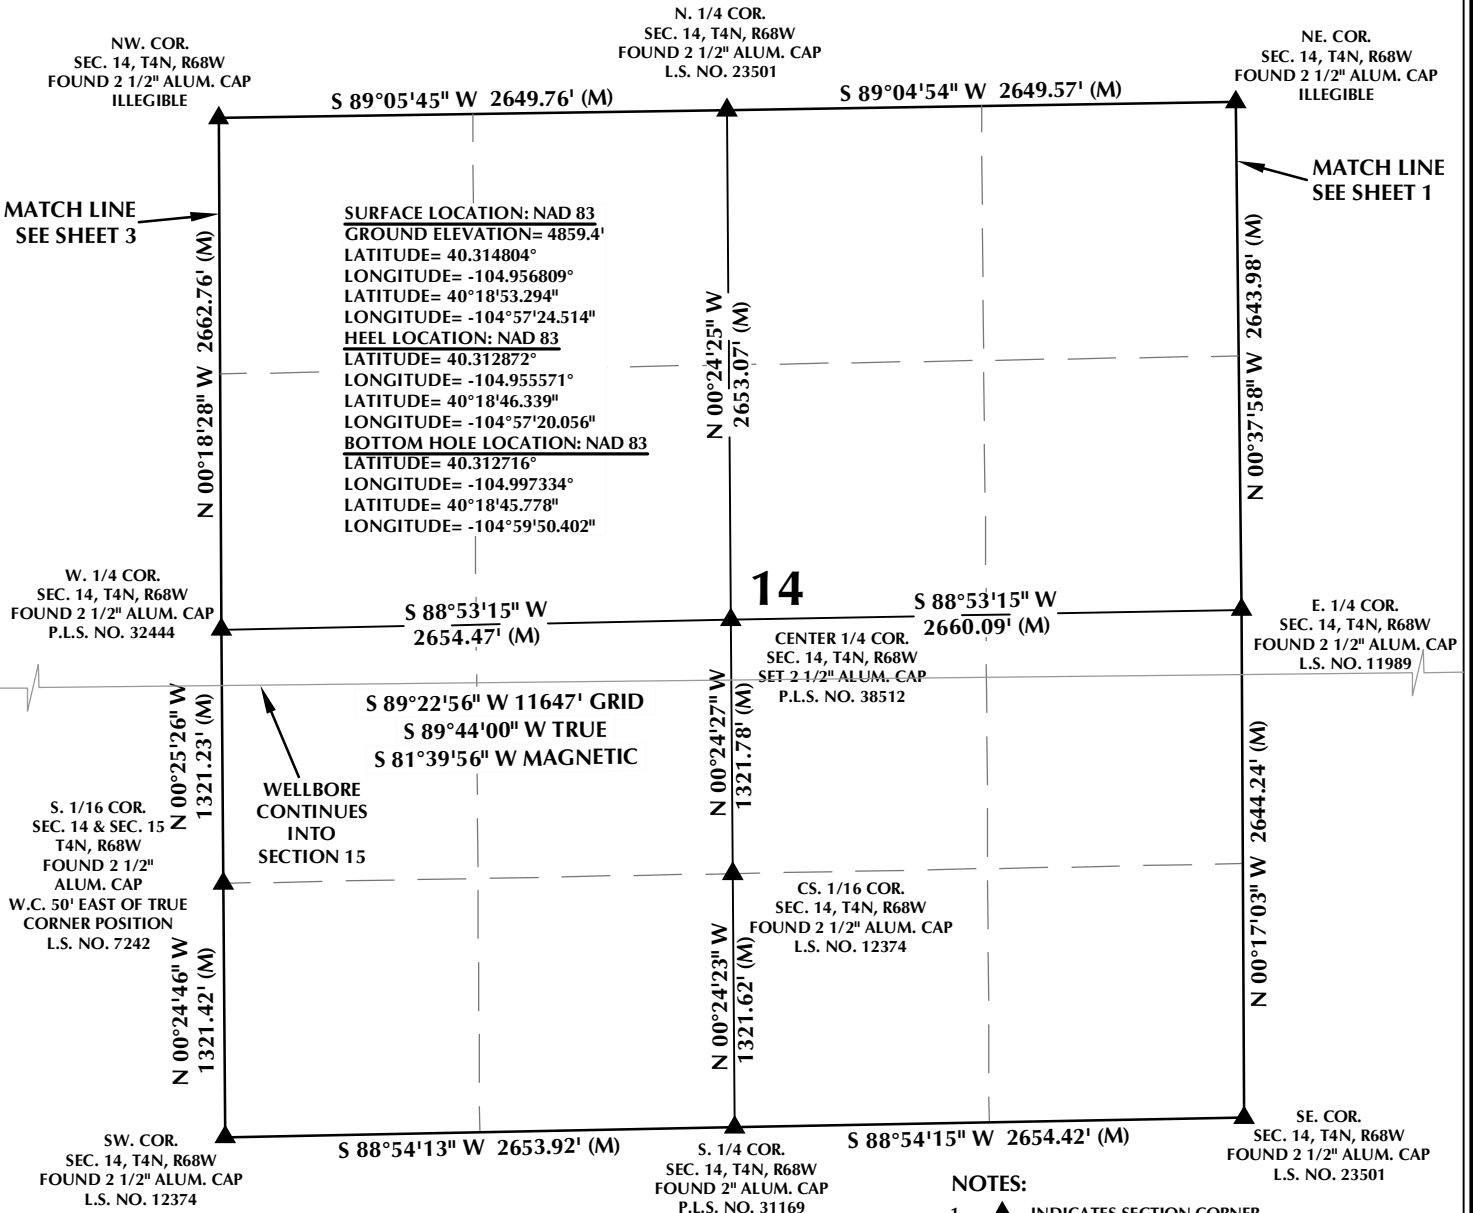 N. 1/4 COR.
SEC. 14, T4N, R68W
FOUND 2 1/2" ALUM. CAP
L.S. NO. 23501
NW. COR.
SEC. 14, T4N, R68W
FOUND 2 1/2" ALUM. CAP
ILLEGIBLE
NE. COR.
SEC. 14, T4N, R68W
FOUND 2 1/2" ALUM. CAP
ILLEGIBLE
S 89°05'45" W 2649.76' (M)
S 89°04'54" W 2649.57' (M)
MATCH LINE
SEE SHEET 3
MATCH LINE
SEE SHEET 1
SURFACE LOCATION: NAD 83
GROUND ELEVATION= 4859.4'
LATITUDE= 40.314804°
LONGITUDE= -104.956809°
LATITUDE= 40°18'53.294"
LONGITUDE= -104°57'24.514"
HEEL LOCATION: NAD 83
LATITUDE= 40.312872°
LONGITUDE= -104.955571°
LATITUDE= 40°18'46.339"
LONGITUDE= -104°57'20.056"
BOTTOM HOLE LOCATION: NAD 83
LATITUDE= 40.312716°
LONGITUDE= -104.997334°
LATITUDE= 40°18'45.778"
LONGITUDE= -104°59'50.402"
N 00°18'28" W 2662.76' (M)
N 00°24'25" W
2653.07' (M)
N 00°37'58" W 2643.98' (M)
W. 1/4 COR.
SEC. 14, T4N, R68W
FOUND 2 1/2" ALUM. CAP
P.L.S. NO. 32444
S 88°53'15" W
2654.47' (M)
14
S 88°53'15" W
2660.09' (M)
CENTER 1/4 COR.
SEC. 14, T4N, R68W
SET 2 1/2" ALUM. CAP
P.L.S. NO. 38512
E. 1/4 COR.
SEC. 14, T4N, R68W
FOUND 2 1/2" ALUM. CAP
L.S. NO. 11989
S 89°22'56" W 11647' GRID
S 89°44'00" W TRUE
S 81°39'56" W MAGNETIC
N 00°25'26" W
1321.23' (M)
N 00°24'27" W
1321.78' (M)
N 00°17'03" W 2644.24' (M)
WELLBORE
CONTINUES
INTO
SECTION 15
S. 1/16 COR.
SEC. 14 & SEC. 15
T4N, R68W
FOUND 2 1/2"
ALUM. CAP
W.C. 50' EAST OF TRUE
CORNER POSITION
L.S. NO. 7242
CS. 1/16 COR.
SEC. 14, T4N, R68W
FOUND 2 1/2" ALUM. CAP
L.S. NO. 12374
N 00°24'46" W
1321.42' (M)
N 00°24'23" W
1321.62' (M)
SW. COR.
SEC. 14, T4N, R68W
FOUND 2 1/2" ALUM. CAP
L.S. NO. 12374
S 88°54'13" W 2653.92' (M)
S. 1/4 COR.
SEC. 14, T4N, R68W
FOUND 2" ALUM. CAP
P.L.S. NO. 31169
S 88°54'15" W 2654.42' (M)
SE. COR.
SEC. 14, T4N, R68W
FOUND 2 1/2" ALUM. CAP
L.S. NO. 23501
NOTES:
1. ▲ INDICATES SECTION CORNER